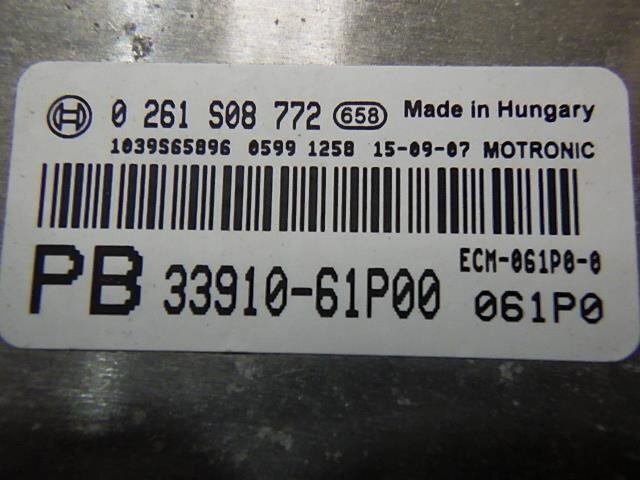 0 261 S08 772 658 Made in Hungary
1039S65896 0599 1258 15-09-07 MOTRONIC
PB 33910-61P00 ECM-061P0-0
061P0